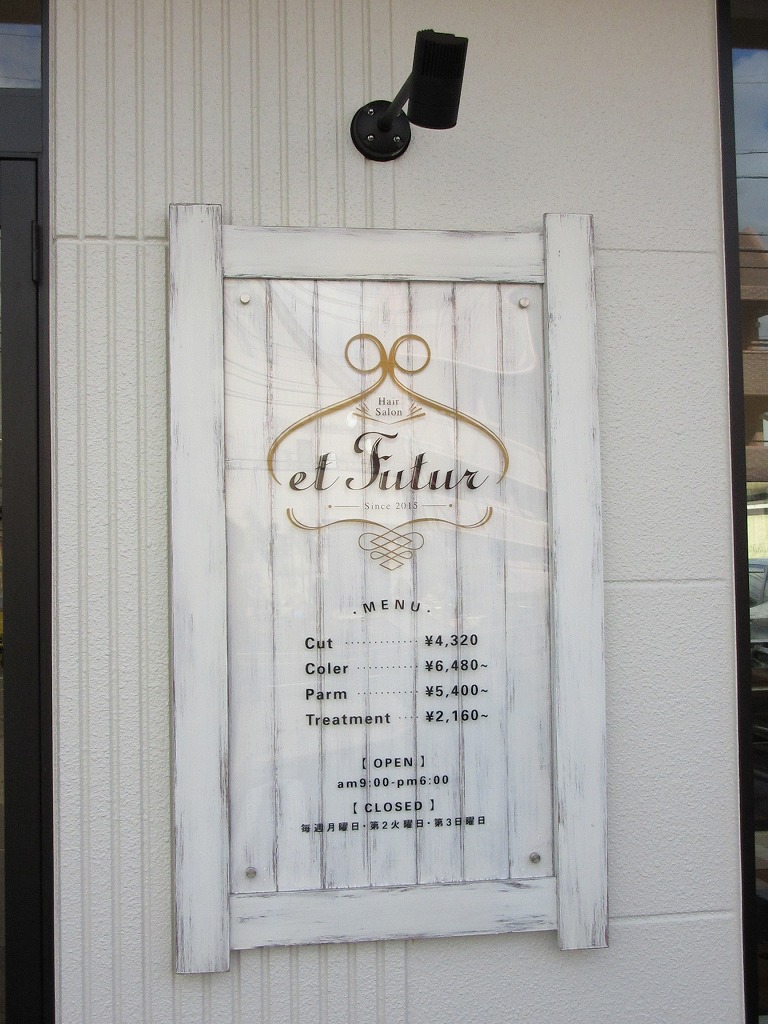 Hair
Salon
et Futur
Since 2015
・MENU・
Cut ············ ¥4,320
Coler ·········· ¥6,480~
Parm ·········· ¥5,400~
Treatment ···· ¥2,160~
【 OPEN 】
am9:00-pm6:00
【 CLOSED 】
毎週月曜日・第2火曜日・第3日曜日